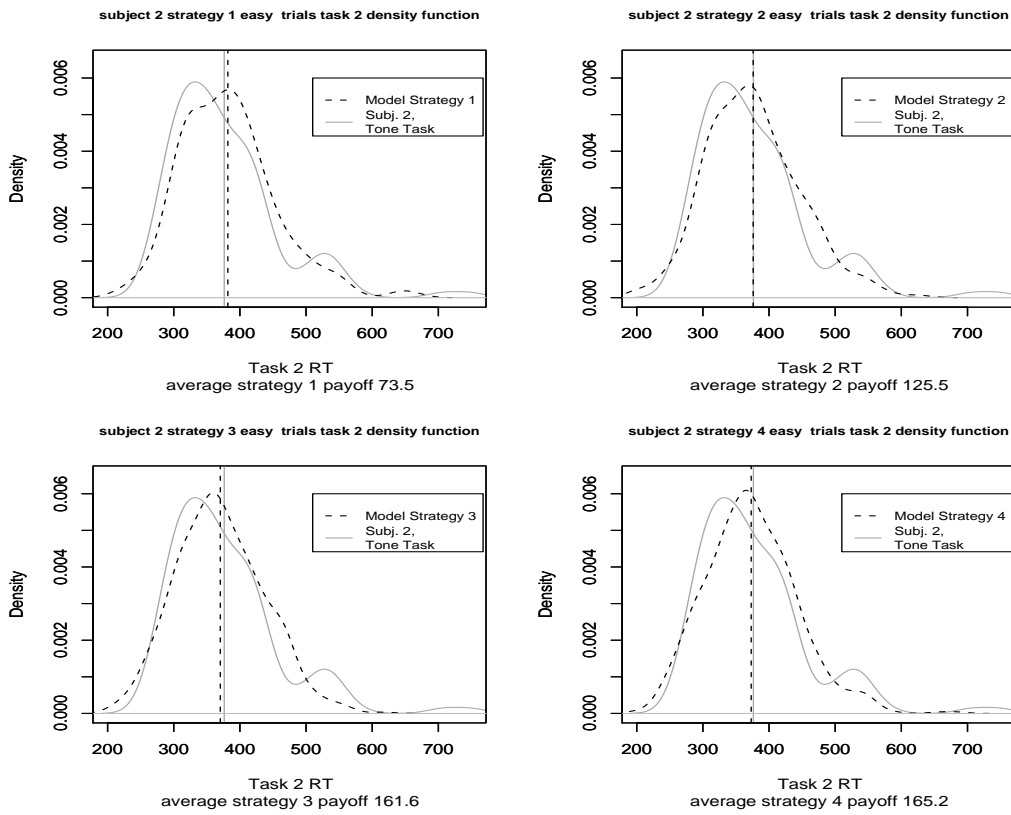 subject 2 strategy 1 easy  trials task 2 density function
Density
0.000
0.002
0.004
0.006
Model Strategy 1
Subj. 2,
Tone Task
200 300 400 500 600 700
Task 2 RT
average strategy 1 payoff 73.5
subject 2 strategy 2 easy  trials task 2 density function
Density
0.000
0.002
0.004
0.006
Model Strategy 2
Subj. 2,
Tone Task
200 300 400 500 600 700
Task 2 RT
average strategy 2 payoff 125.5
subject 2 strategy 3 easy  trials task 2 density function
Density
0.000
0.002
0.004
0.006
Model Strategy 3
Subj. 2,
Tone Task
200 300 400 500 600 700
Task 2 RT
average strategy 3 payoff 161.6
subject 2 strategy 4 easy  trials task 2 density function
Density
0.000
0.002
0.004
0.006
Model Strategy 4
Subj. 2,
Tone Task
200 300 400 500 600 700
Task 2 RT
average strategy 4 payoff 165.2